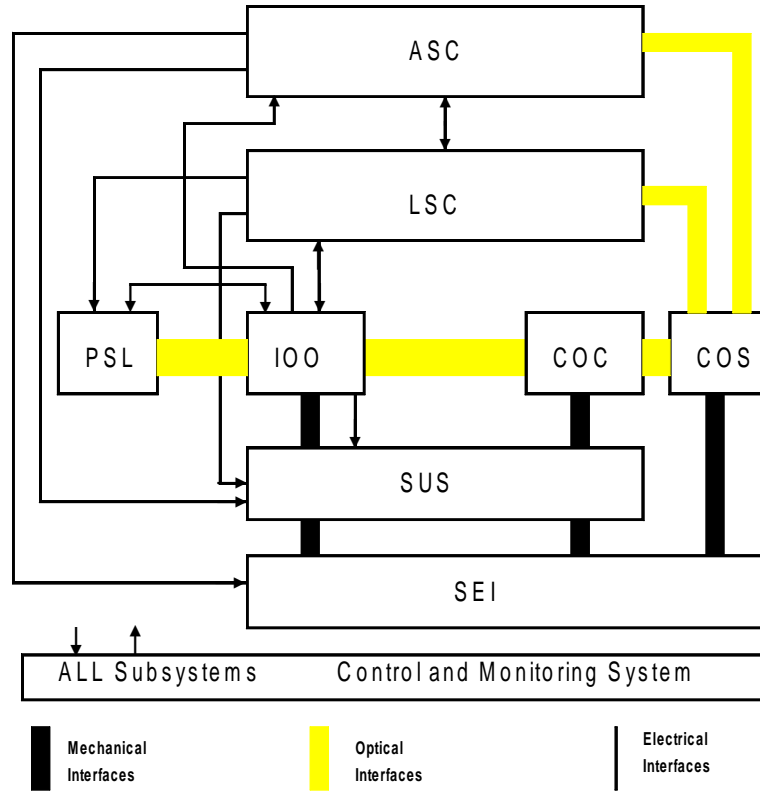 ASC
LSC
PSL
IOO
COC
COS
SUS
SEI
ALL Subsystems Control and Monitoring System
Mechanical
Interfaces
Optical
Interfaces
Electrical
Interfaces